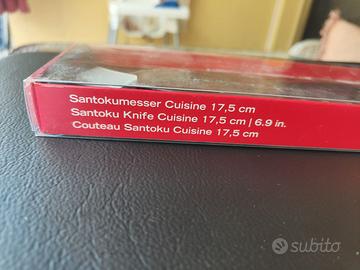 Santokumesser Cuisine 17,5 cm
Santoku Knife Cuisine 17,5 cm | 6.9 in.
Couteau Santoku Cuisine 17,5 cm
subito